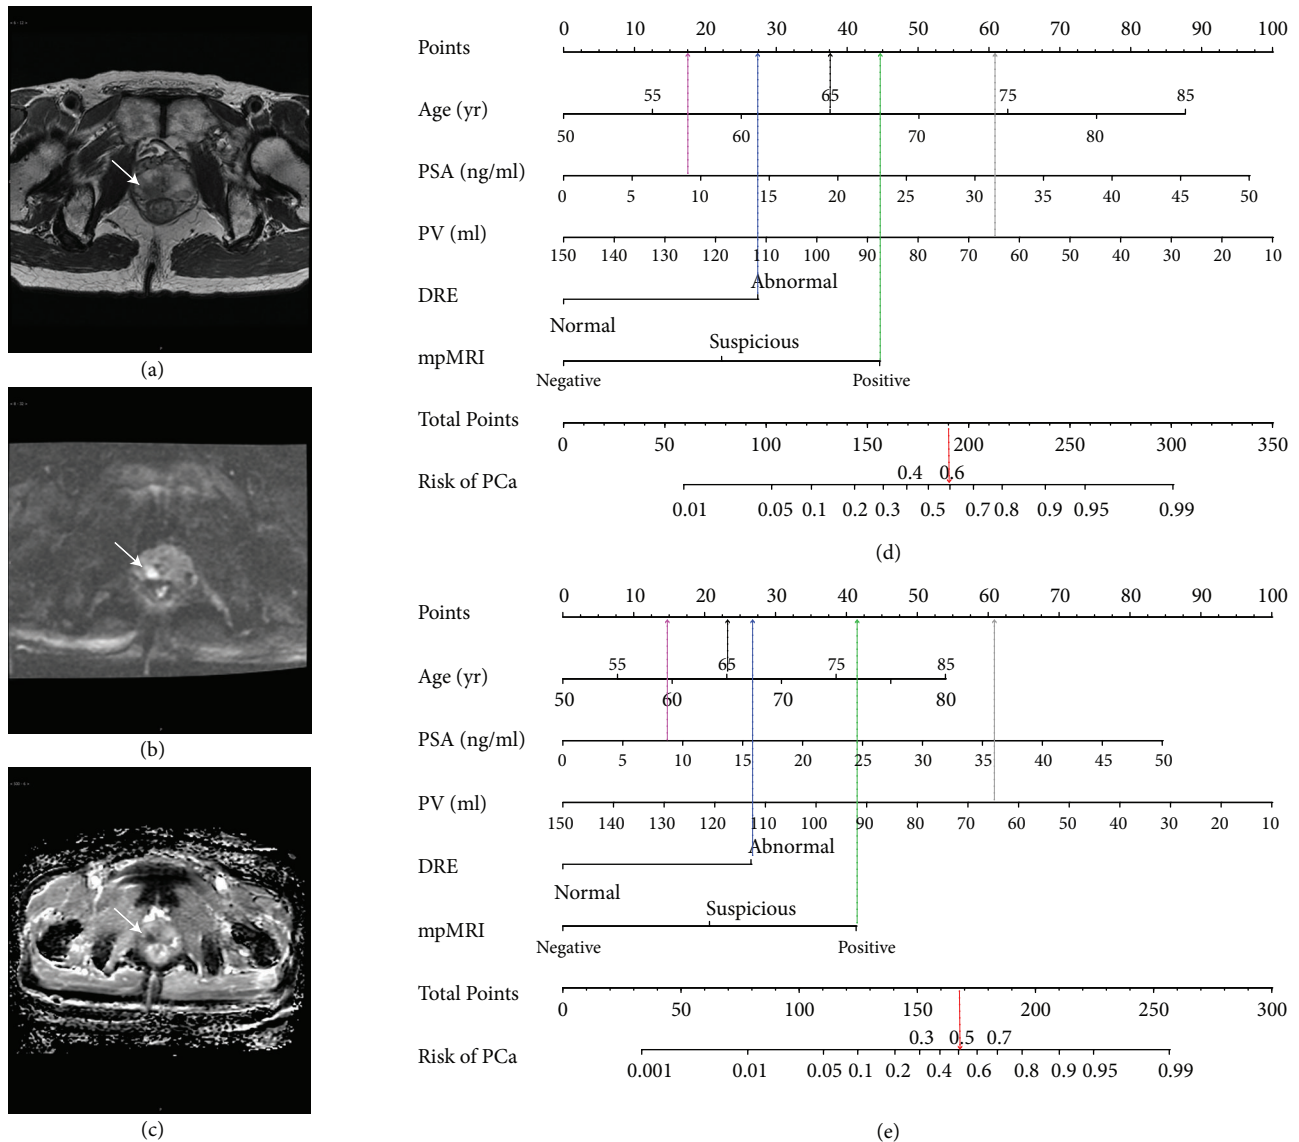 (a)
(b)
(c)
0 10 20 30 40 50 60 70 80 90 100
Points
55 65 75 85
Age (yr)
50 60 70 80
PSA (ng/ml)
0 5 10 15 20 25 30 35 40 45 50
PV (ml)
150 140 130 120 110 100 90 80 70 60 50 40 30 20 10
Abnormal
DRE
Normal
Suspicious
mpMRI
Negative Positive
Total Points
0 50 100 150 200 250 300 350
0.4 0.6
Risk of PCa
0.01 0.05 0.1 0.2 0.3 0.5 0.7 0.8 0.9 0.95 0.99
(d)
0 10 20 30 40 50 60 70 80 90 100
Points
55 65 75 85
Age (yr)
50 60 70 80
PSA (ng/ml)
0 5 10 15 20 25 30 35 40 45 50
PV (ml)
150 140 130 120 110 100 90 80 70 60 50 40 30 20 10
Abnormal
DRE
Normal
Suspicious
mpMRI
Negative Positive
Total Points
0 50 100 150 200 250 300
0.3 0.5 0.7
Risk of PCa
0.001 0.01 0.05 0.1 0.2 0.4 0.6 0.8 0.9 0.95 0.99
(e)